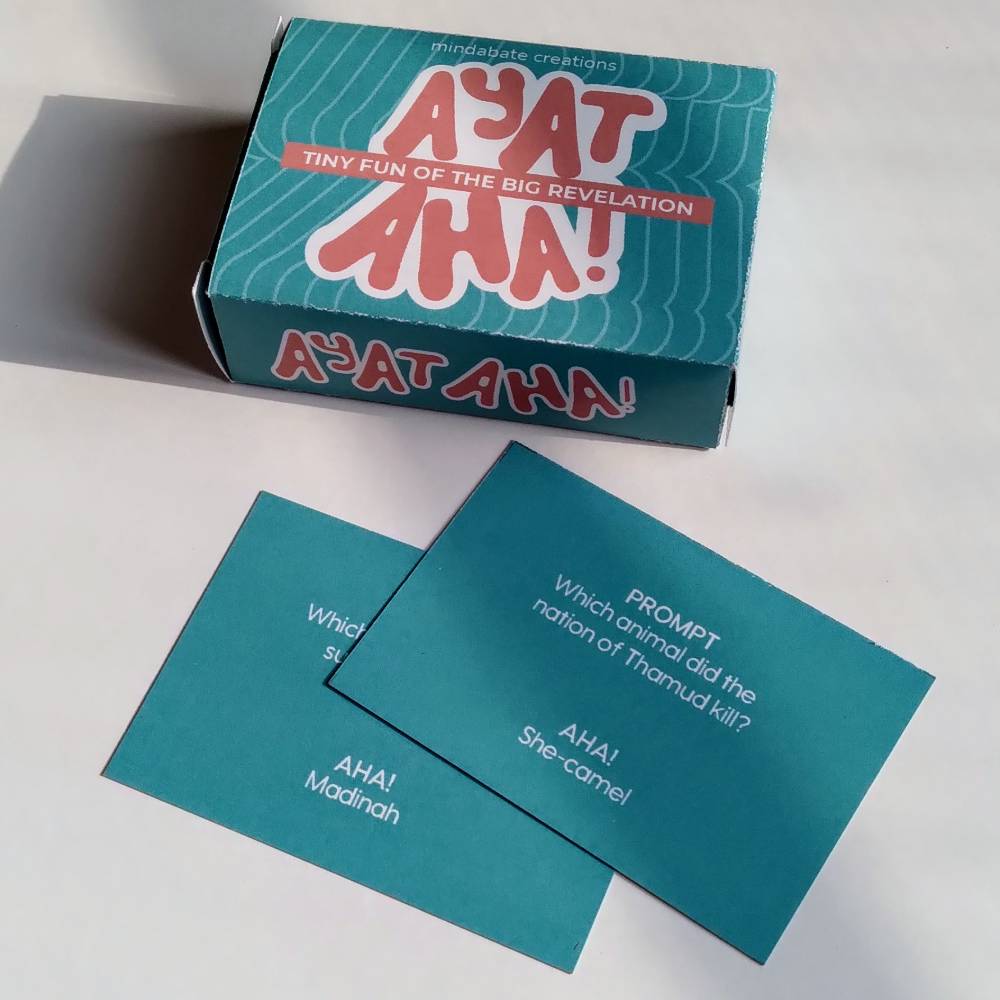 mindabate creations
AYAT
TINY FUN OF THE BIG REVELATION
AHA!
AYAT AHA!
PROMPT
Which animal did the
nation of Thamud kill?
AHA!
She-camel
Which
AHA!
Madinah